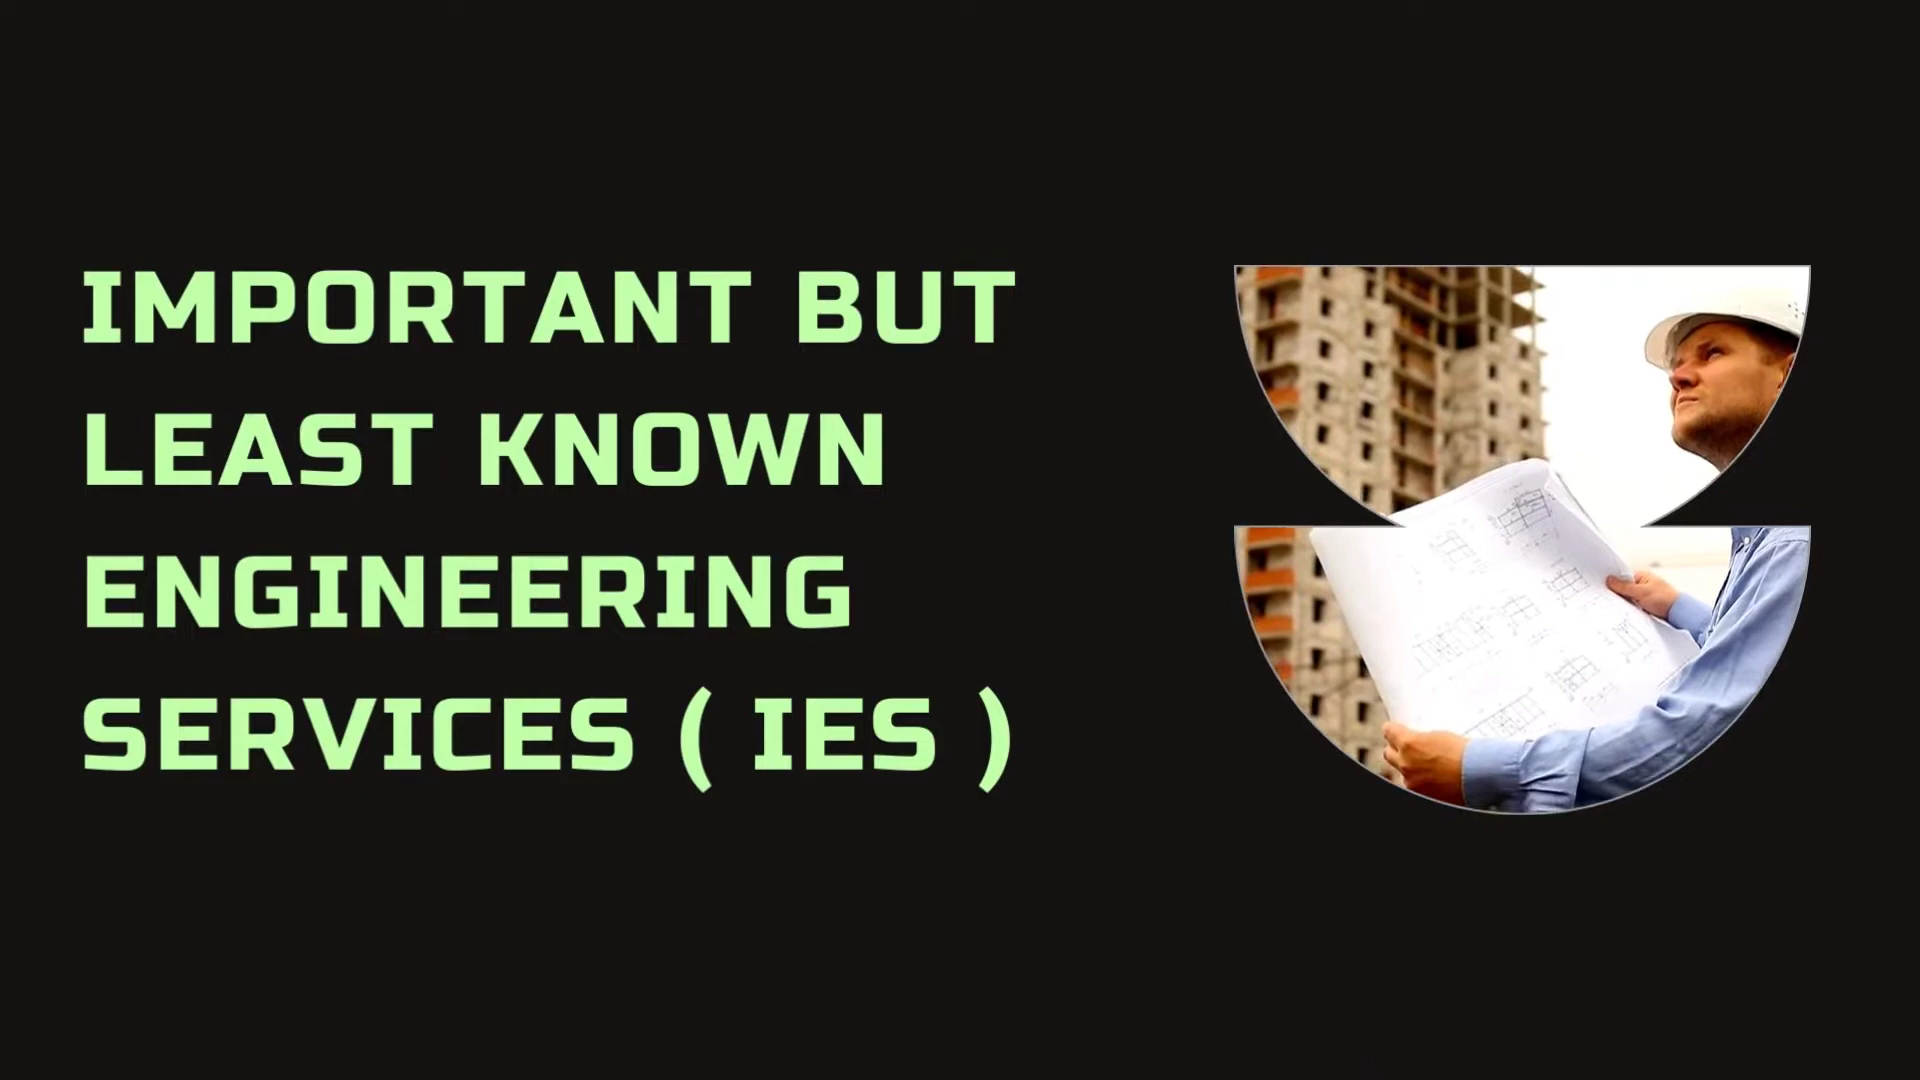 IMPORTANT BUT
LEAST KNOWN
ENGINEERING
SERVICES ( IES )